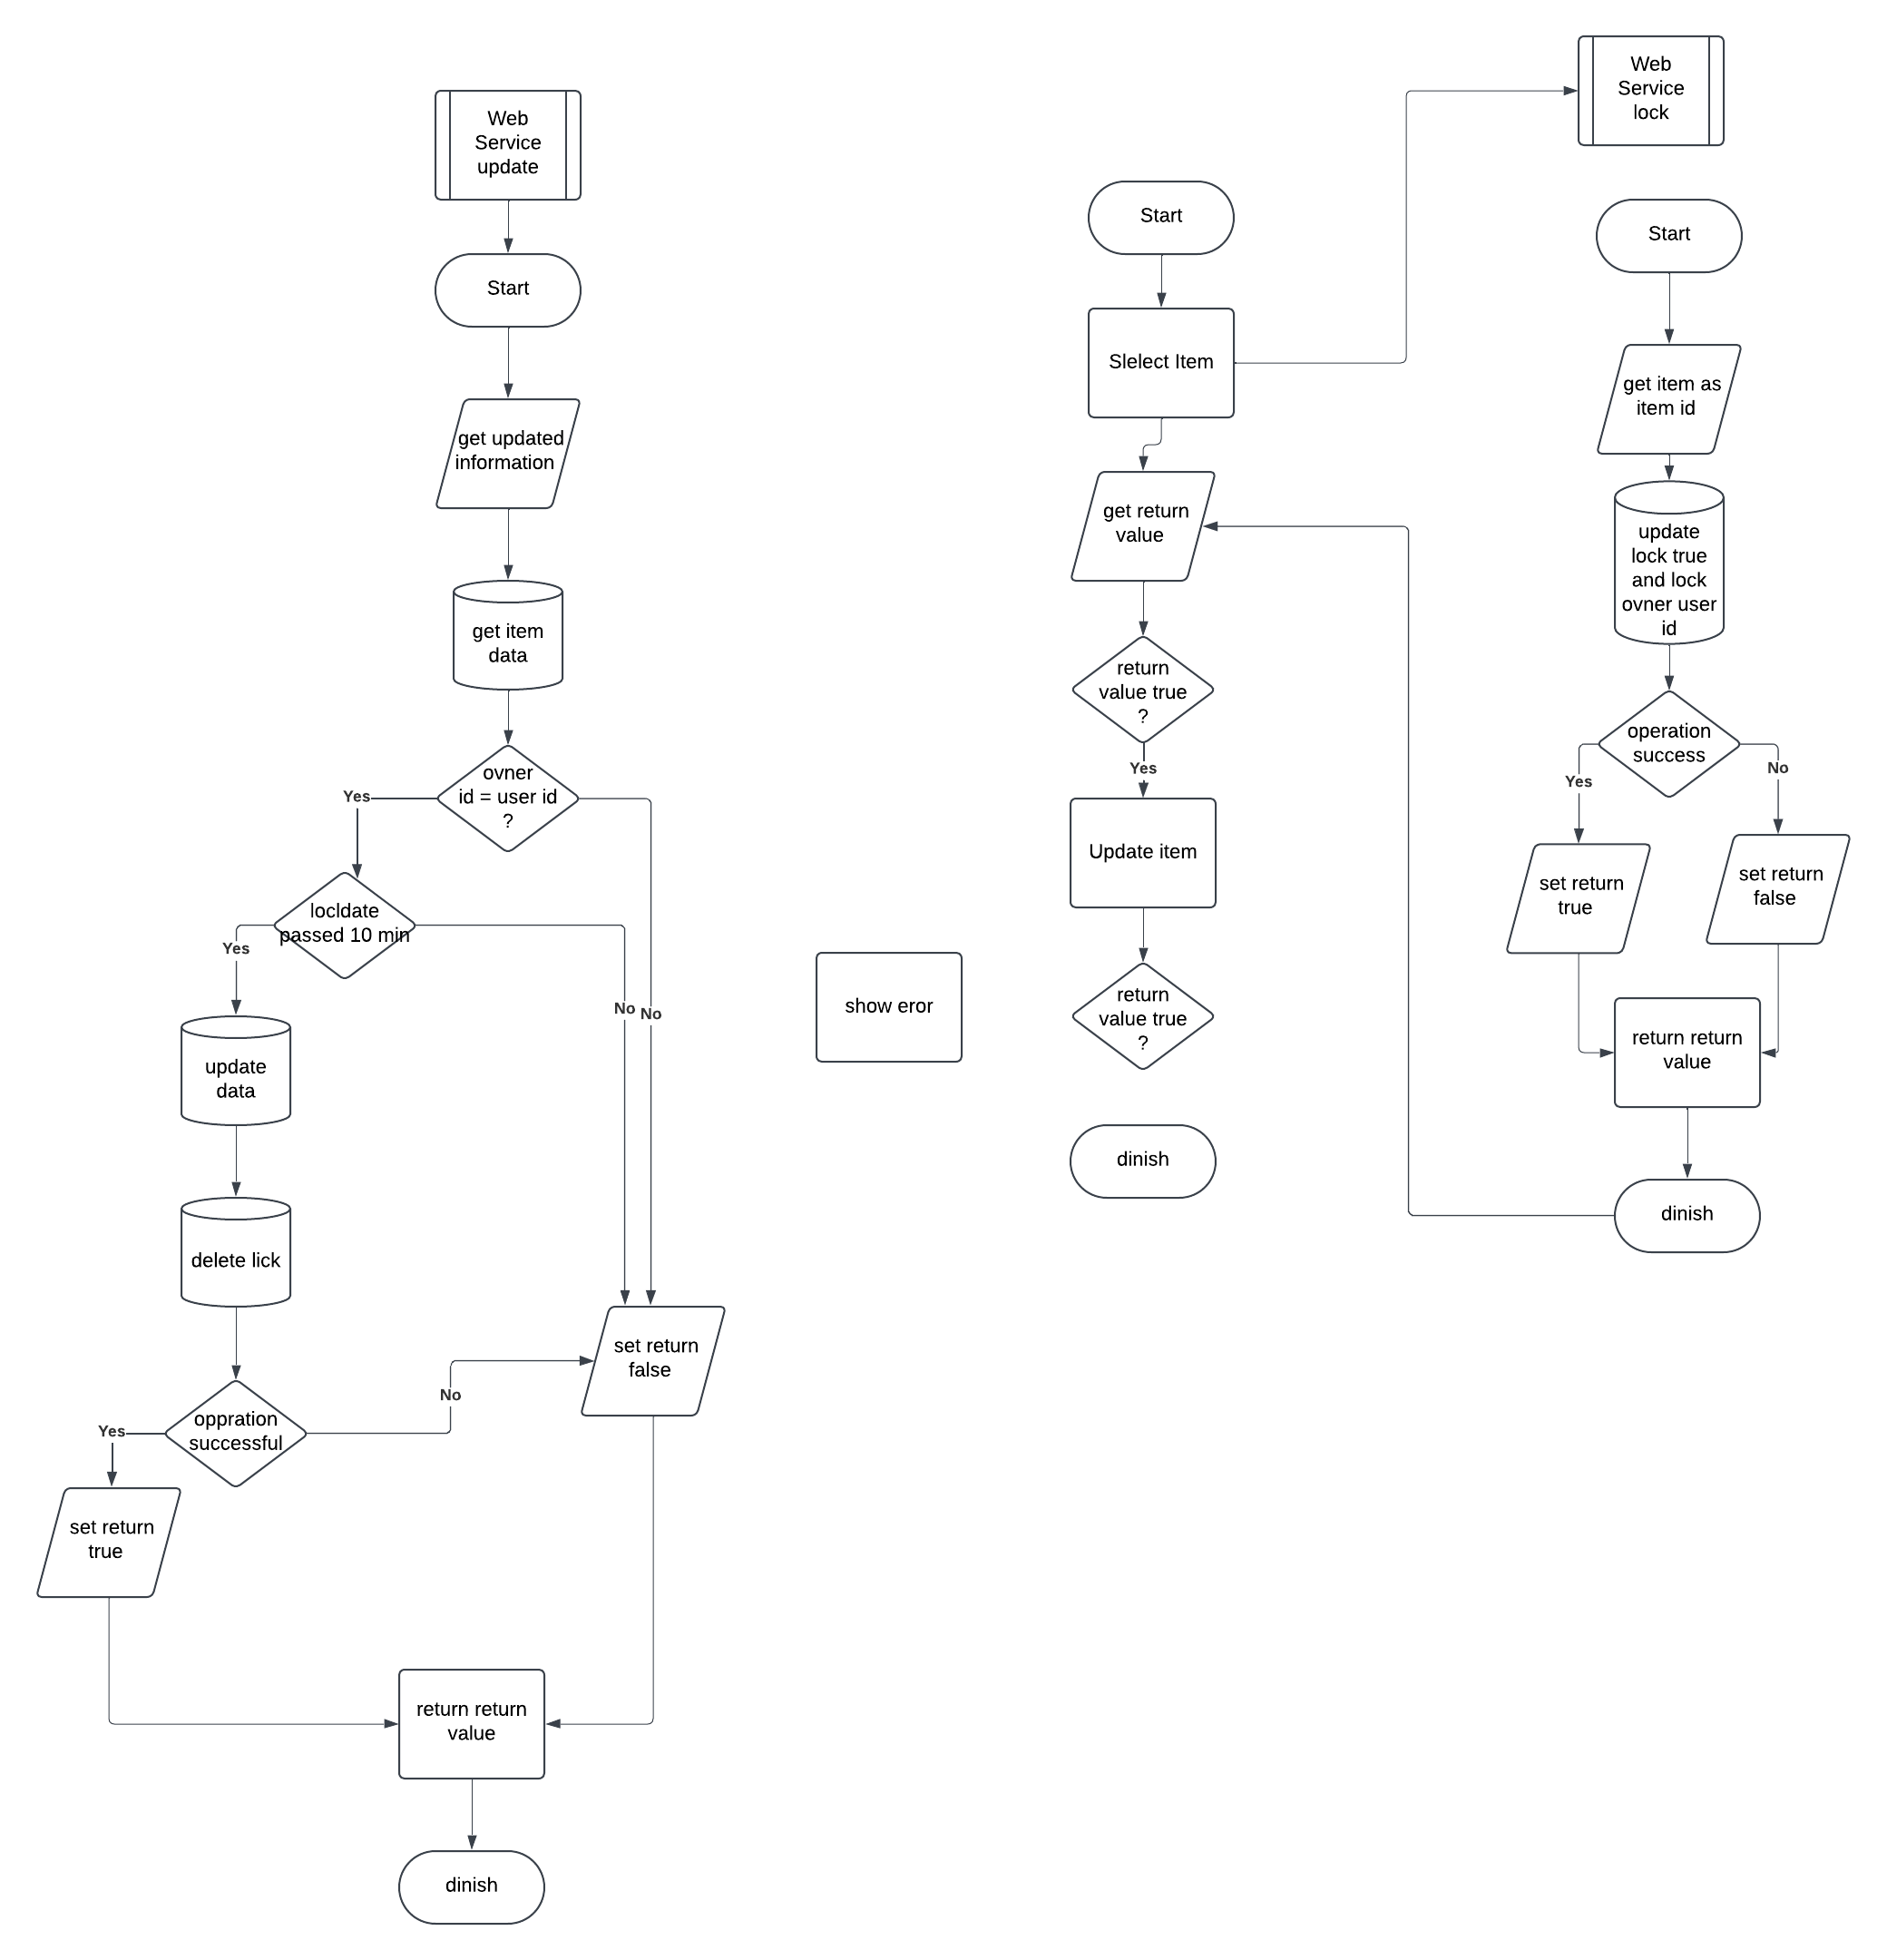 Web
Service
update
Start
get updated
information
get item
data
ovner
id = user id
?
Yes
No
locldate
passed 10 min
Yes
No
update
data
delete lick
oppration
successful
Yes
No
set return
true
set return
false
return return
value
dinish
show eror
Start
Slelect Item
get return
value
return
value true
?
Yes
Update item
return
value true
?
dinish
Web
Service
lock
Start
get item as
item id
update
lock true
and lock
ovner user
id
operation
success
Yes
No
set return
true
set return
false
return return
value
dinish